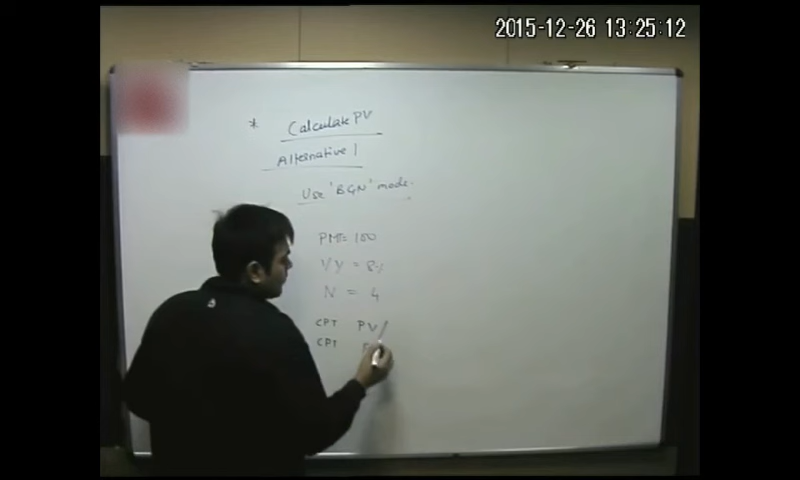 2015-12-26 13:25:12
* Calculate PV
Alternative 1
Use 'BGN' mode.
PMT = 100
I/Y = 8%
N = 4
CPT PV
CPT